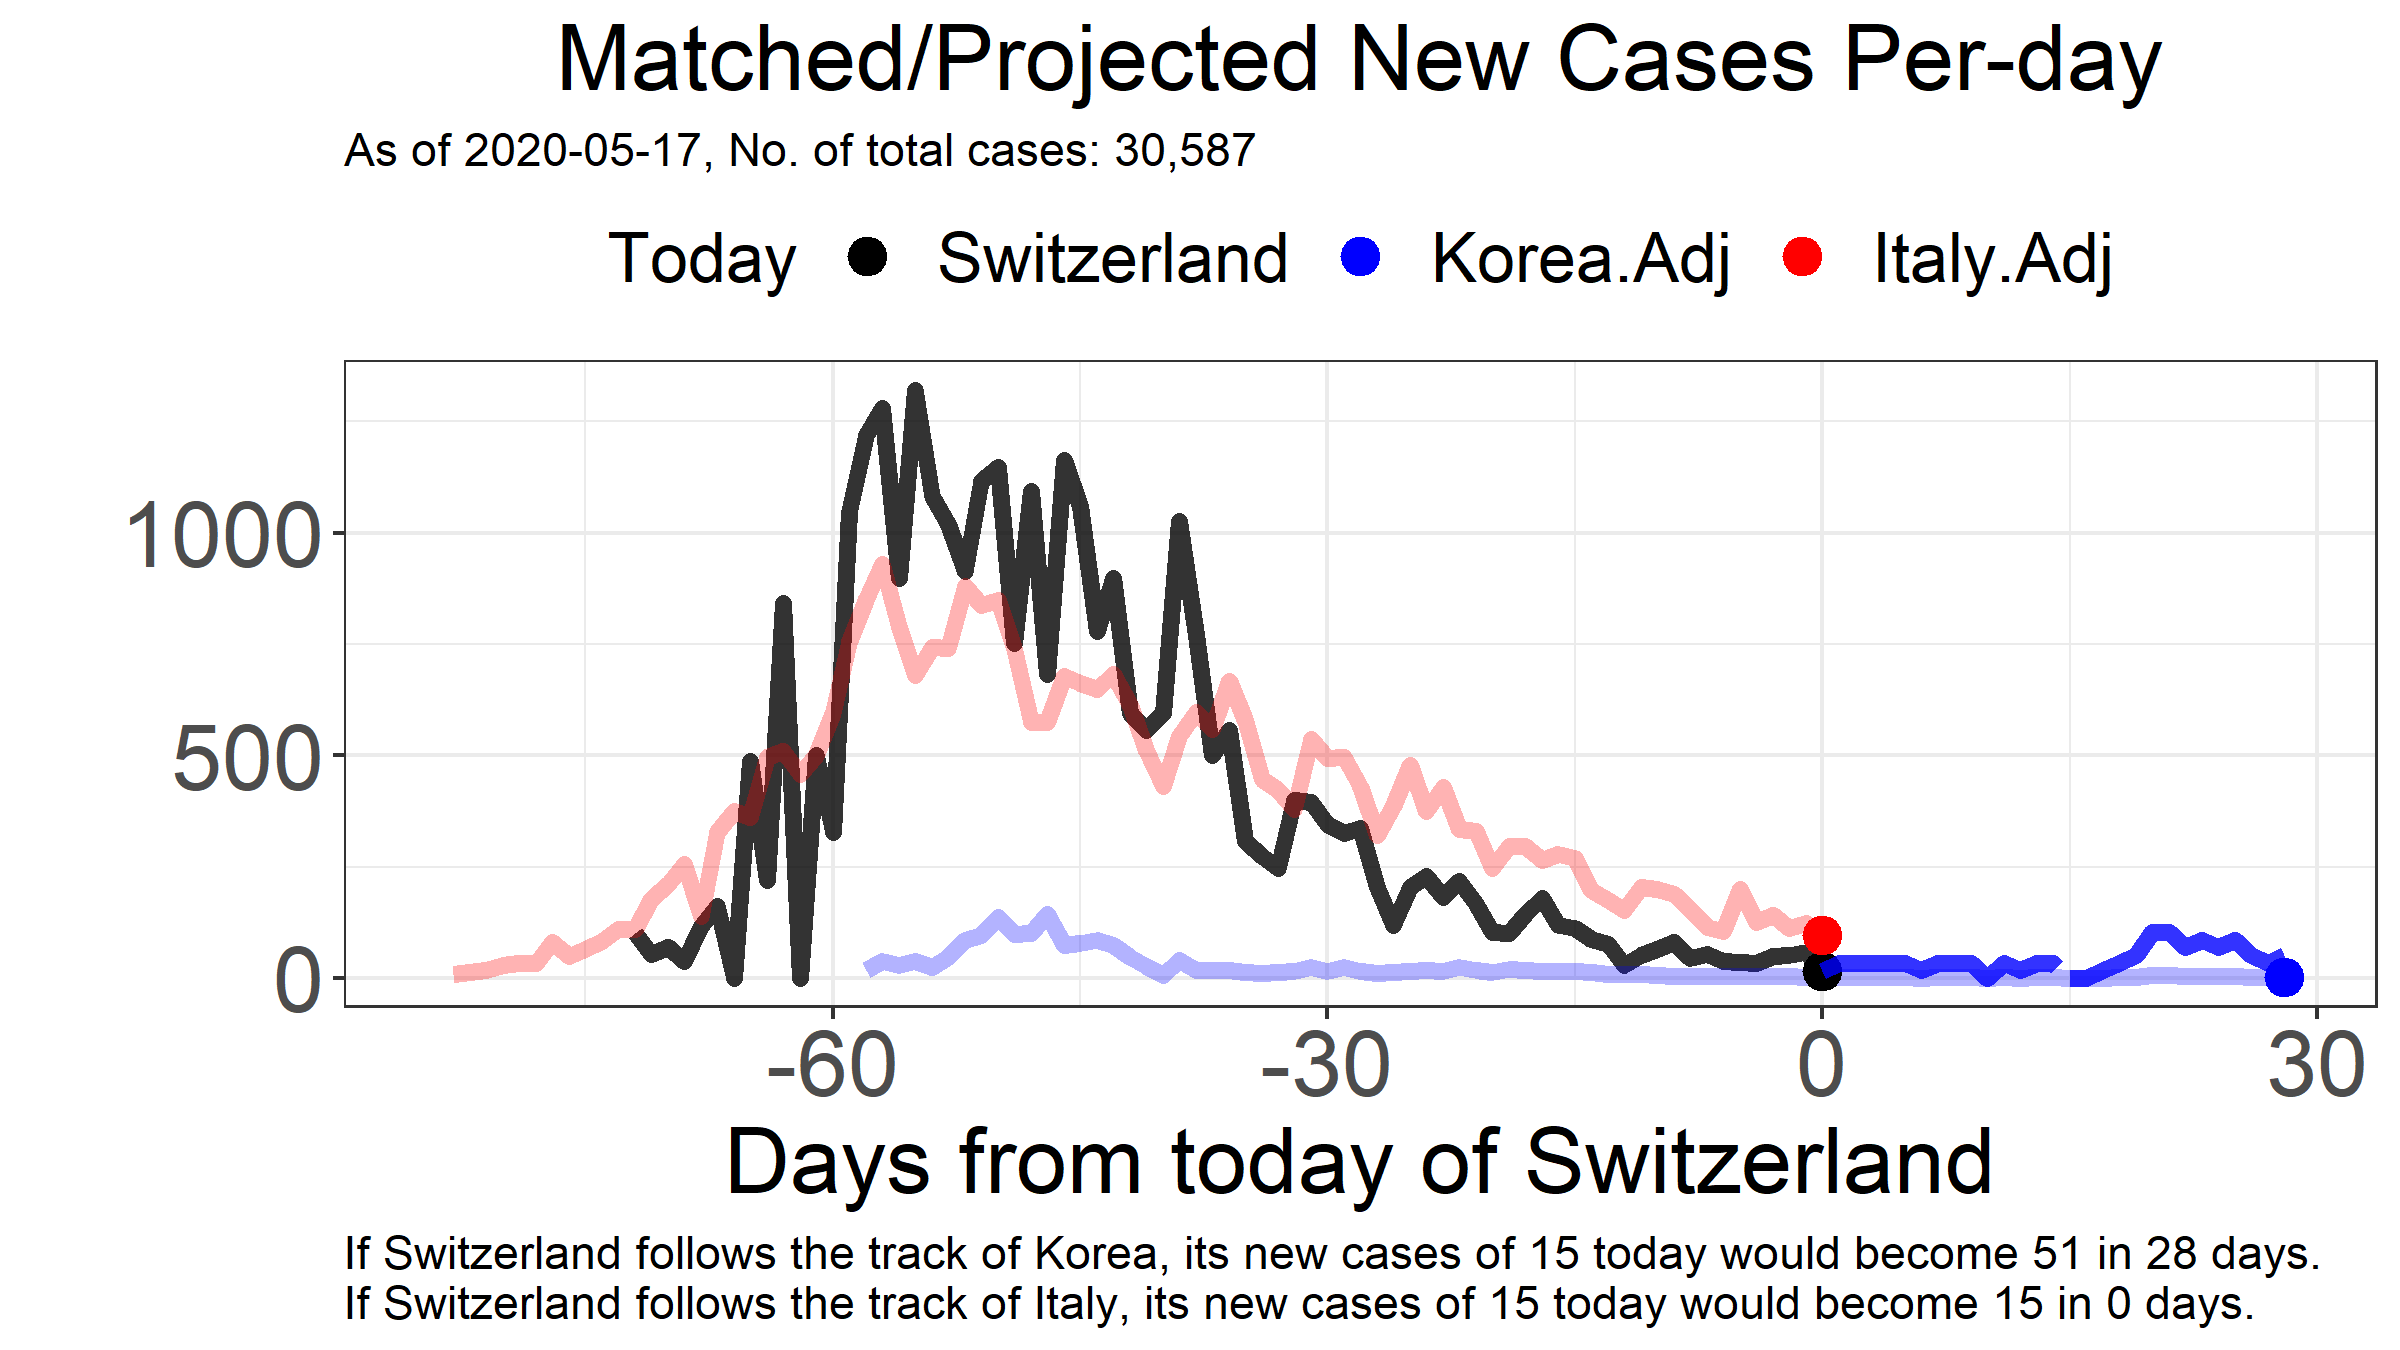 Matched/Projected New Cases Per-day
As of 2020-05-17, No. of total cases: 30,587
Today Switzerland Korea.Adj Italy.Adj
1000
500
0
-60 -30 0 30
Days from today of Switzerland
If Switzerland follows the track of Korea, its new cases of 15 today would become 51 in 28 days.
If Switzerland follows the track of Italy, its new cases of 15 today would become 15 in 0 days.